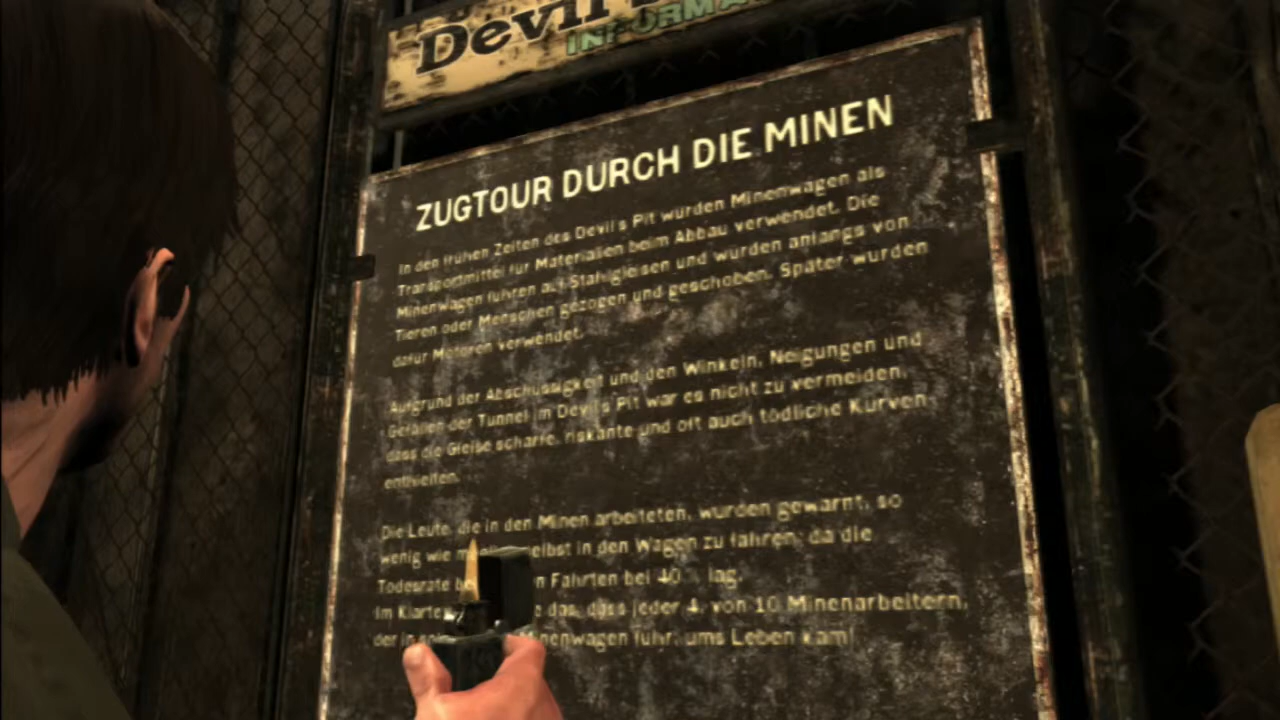 Devil's
INFORMA
ZUGTOUR DURCH DIE MINEN
In den frühen Zeiten des Devil's Pit wurden Minenwagen als
Transportmittel für Materialien beim Abbau verwendet. Die
Minenwagen fuhren auf Stahlgleisen und wurden anfangs von
Tieren oder Menschen gezogen und geschoben. Später wurden
dafür Motoren verwendet.
Aufgrund der Abschüssigkeit und den Winkeln, Neigungen und
Gefällen der Tunnel im Devil's Pit war es nicht zu vermeiden,
dass die Gleise scharfe, riskante und oft auch tödliche Kurven
enthielten.
Die Leute, die in den Minen arbeiteten, wurden gewarnt, so
wenig wie selbst in den Wagen zu fahren, da die
Todesrate Fahrten bei 40 % lag.
Im das, dass jeder 4. von 10 Minenarbeitern,
der in Minenwagen fuhr, ums Leben kam!